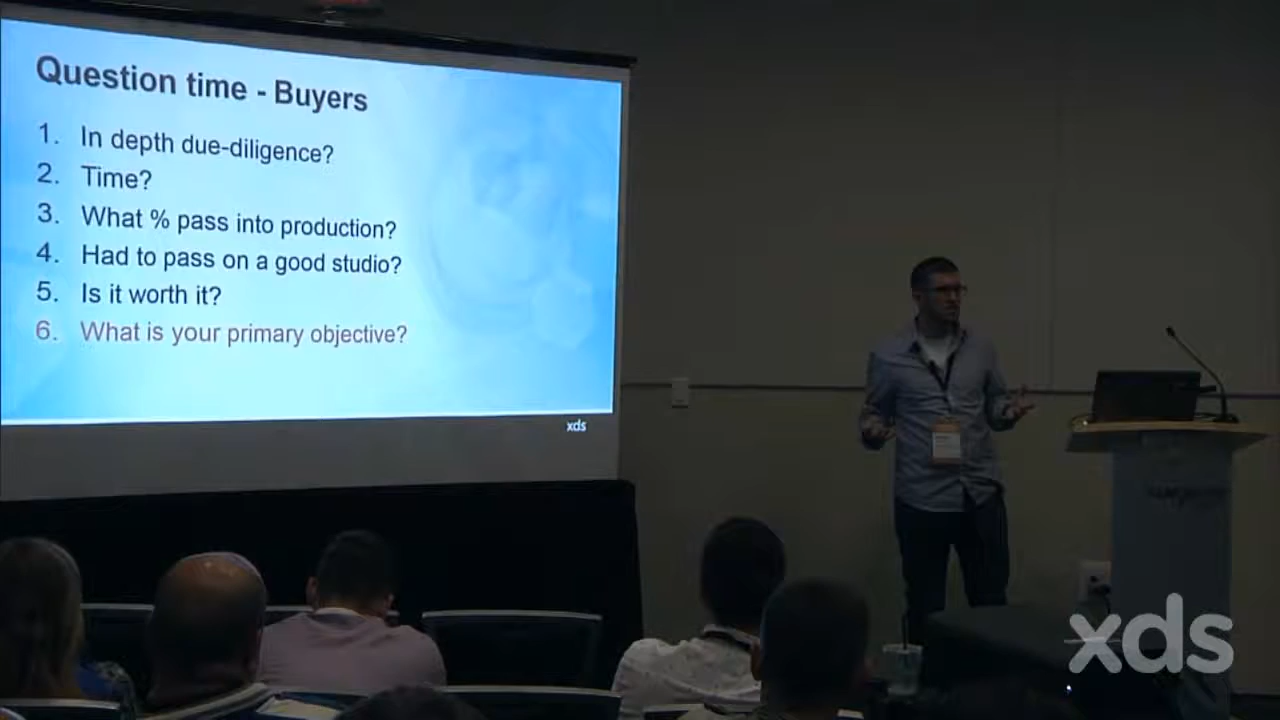 Question time - Buyers
1. In depth due-diligence?
2. Time?
3. What % pass into production?
4. Had to pass on a good studio?
5. Is it worth it?
6. What is your primary objective?
xds
xds